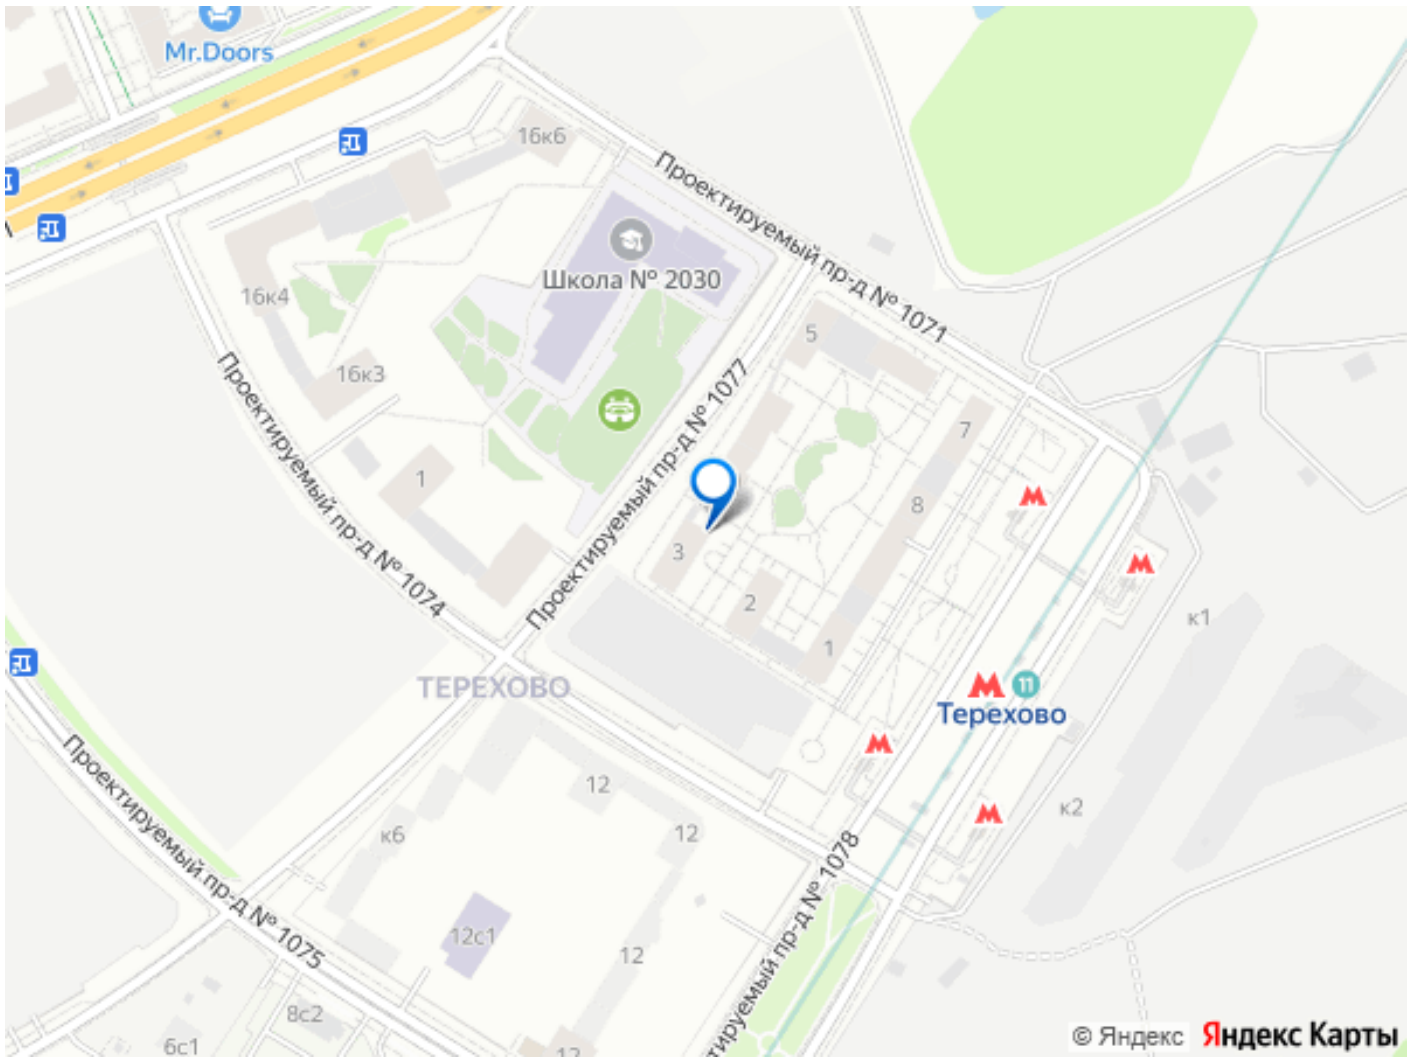 Mr.Doors
16к6
Проектируемый пр-д № 1071
Школа № 2030
16к4
5
16к3
Проектируемый пр-д № 1077
7
1
8
Проектируемый пр-д № 1074
3
2
к1
1
ТЕРЕХОВО
11
Терехово
12
к2
к6
12
Проектируемый пр-д № 1078
Проектируемый пр-д № 1075
12с1
12
8с2
6с1
12
© Яндекс Яндекс Карты